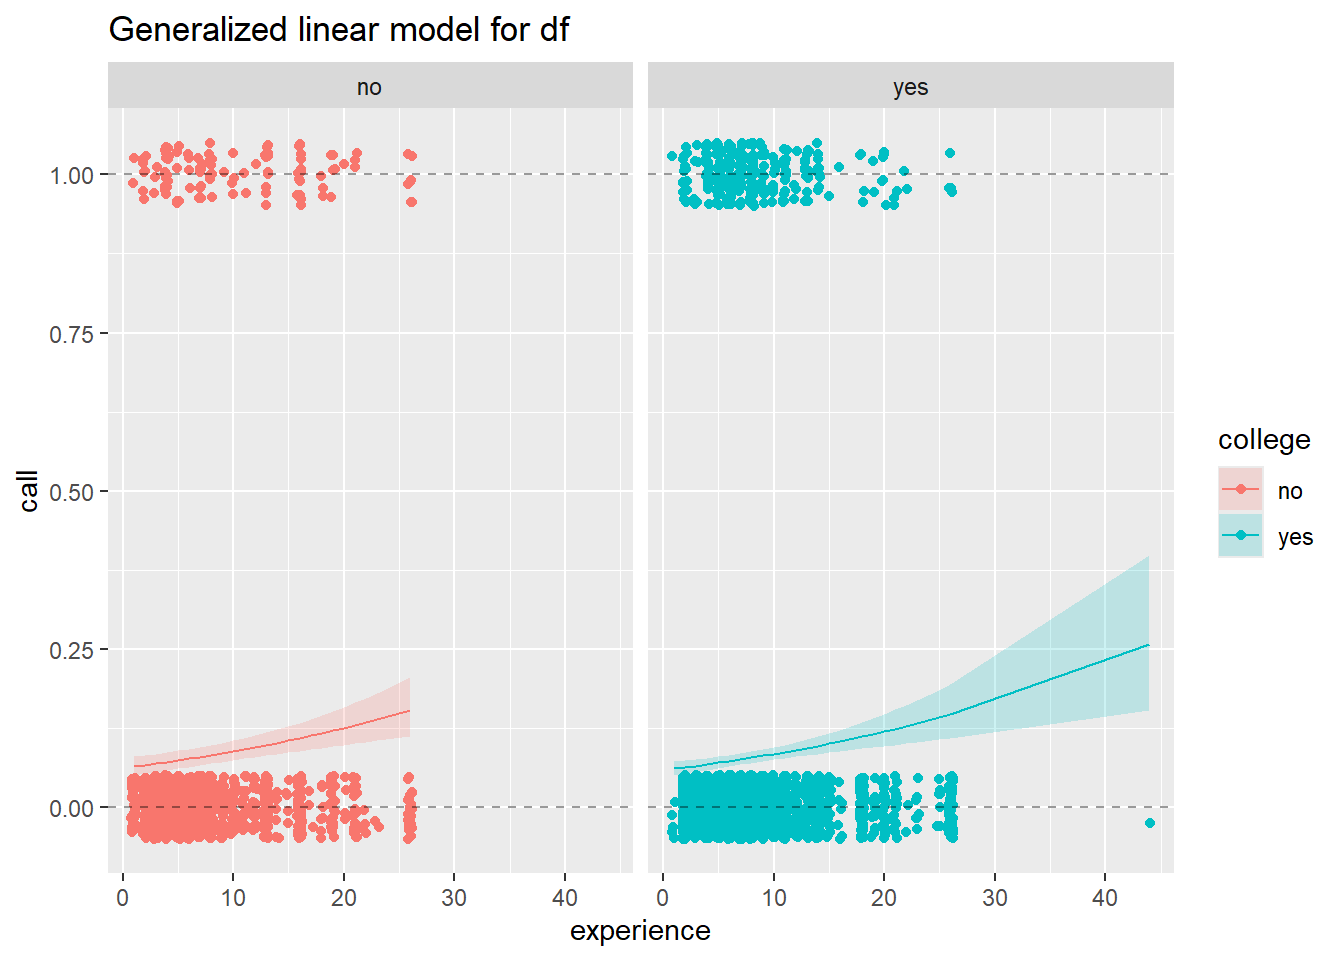 Generalized linear model for df
no
yes
1.00
0.75
0.50
0.25
0.00
call
0 10 20 30 40
0 10 20 30 40
experience
college
no
yes